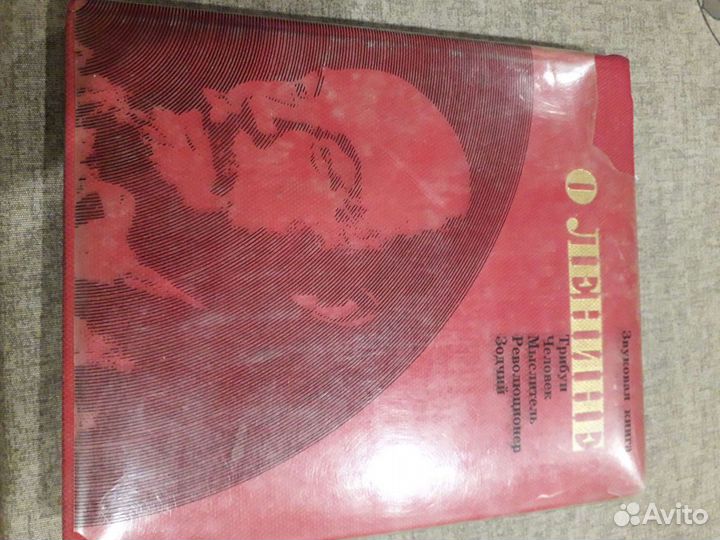 Звуковая книга
О ЛЕНИНЕ
Трибун
Человек
Мыслитель
Революционер
Зодчий
Avito